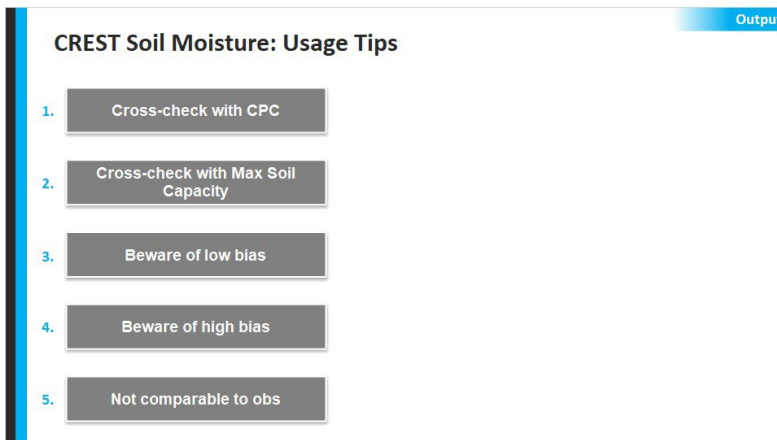 Output
CREST Soil Moisture: Usage Tips
1. Cross-check with CPC
2. Cross-check with Max Soil
Capacity
3. Beware of low bias
4. Beware of high bias
5. Not comparable to obs